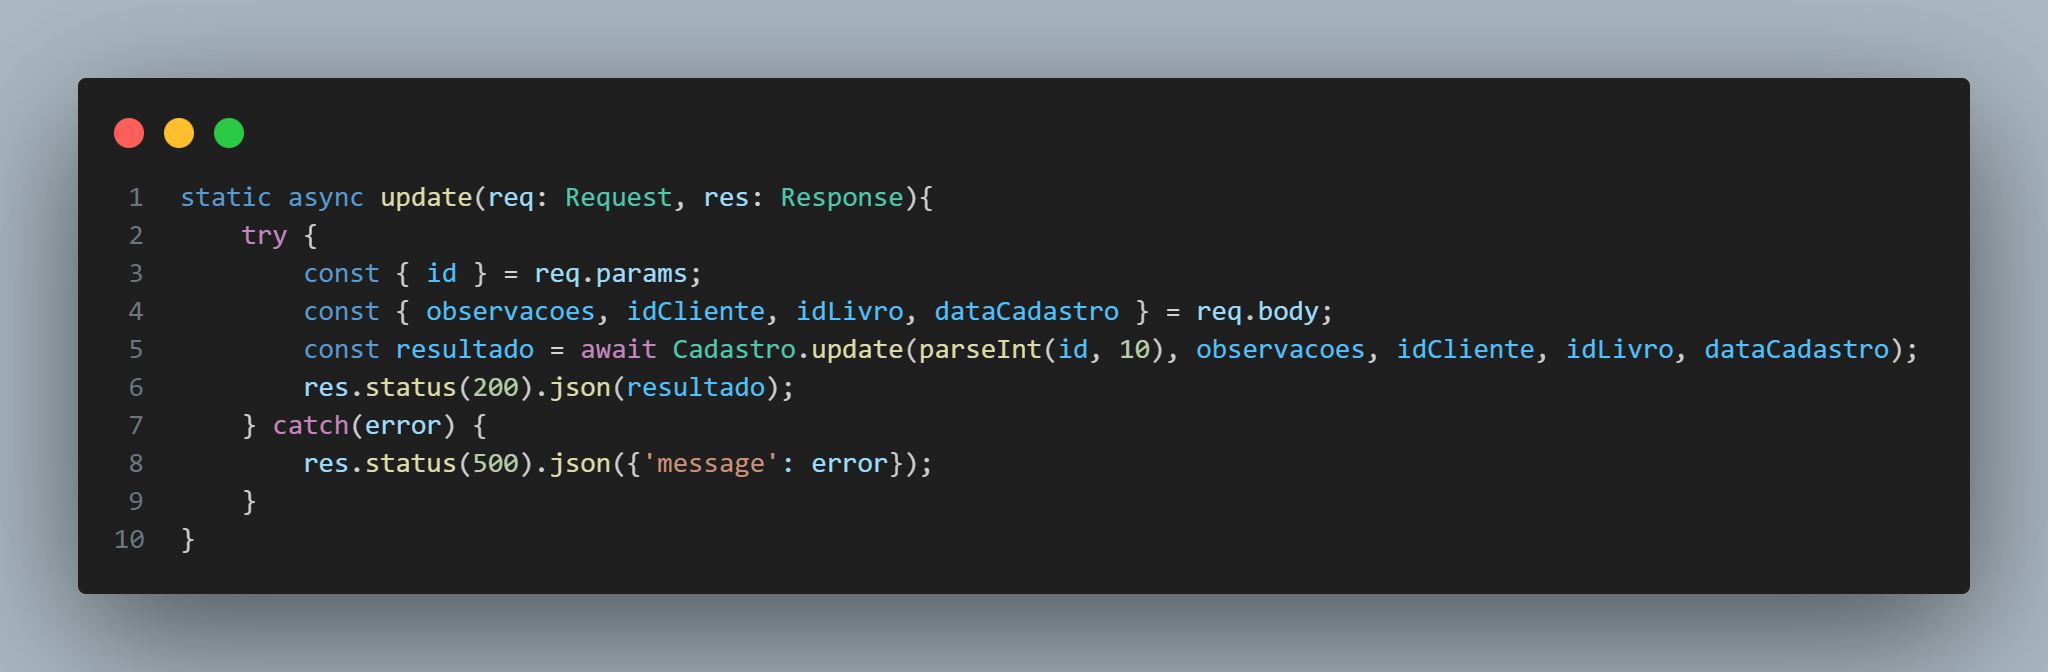 1 static async update(req: Request, res: Response){
2 try {
3 const { id } = req.params;
4 const { observacoes, idCliente, idLivro, dataCadastro } = req.body;
5 const resultado = await Cadastro.update(parseInt(id, 10), observacoes, idCliente, idLivro, dataCadastro);
6 res.status(200).json(resultado);
7 } catch(error) {
8 res.status(500).json({'message': error});
9 }
10 }